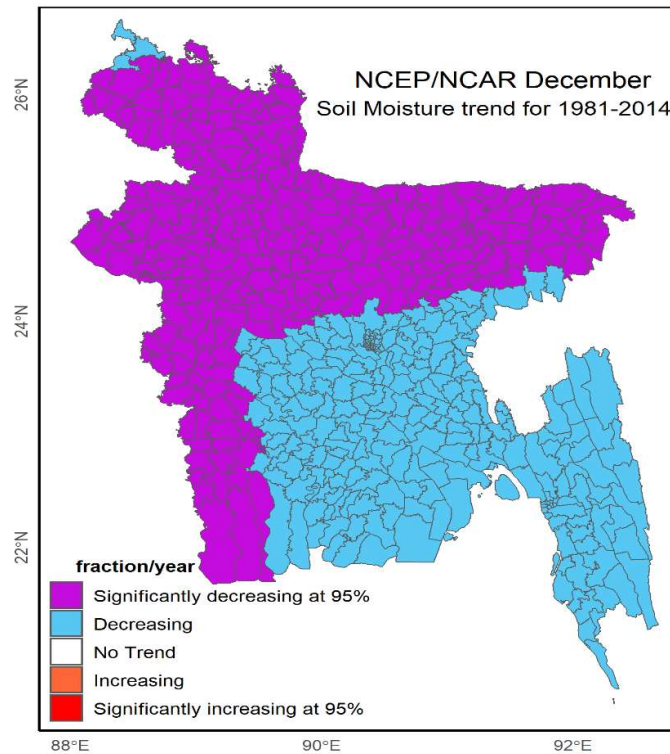 NCEP/NCAR December
Soil Moisture trend for 1981-2014
26°N
24°N
22°N
fraction/year
Significantly decreasing at 95%
Decreasing
No Trend
Increasing
Significantly increasing at 95%
88°E
90°E
92°E